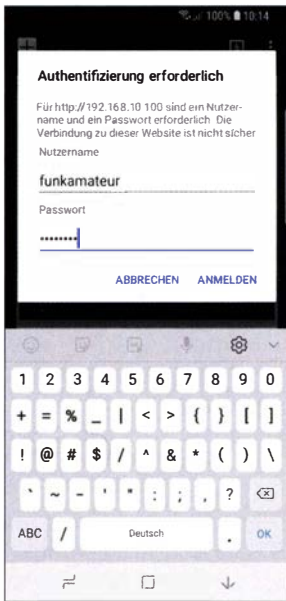 100% 10:14
Authentifizierung erforderlich
Für http://192.168.10 100 sind ein Nutzer-
name und ein Passwort erforderlich Die
Verbindung zu dieser Website ist nicht sicher
Nutzername
funkamateur
Passwort
••••••••
ABBRECHEN ANMELDEN
1 2 3 4 5 6 7 8 9 0
+ = % _ | < > { } [ ]
! @ # $ / ^ & * ( ) \
` ~ - ' " : ; , ?
ABC / Deutsch . OK